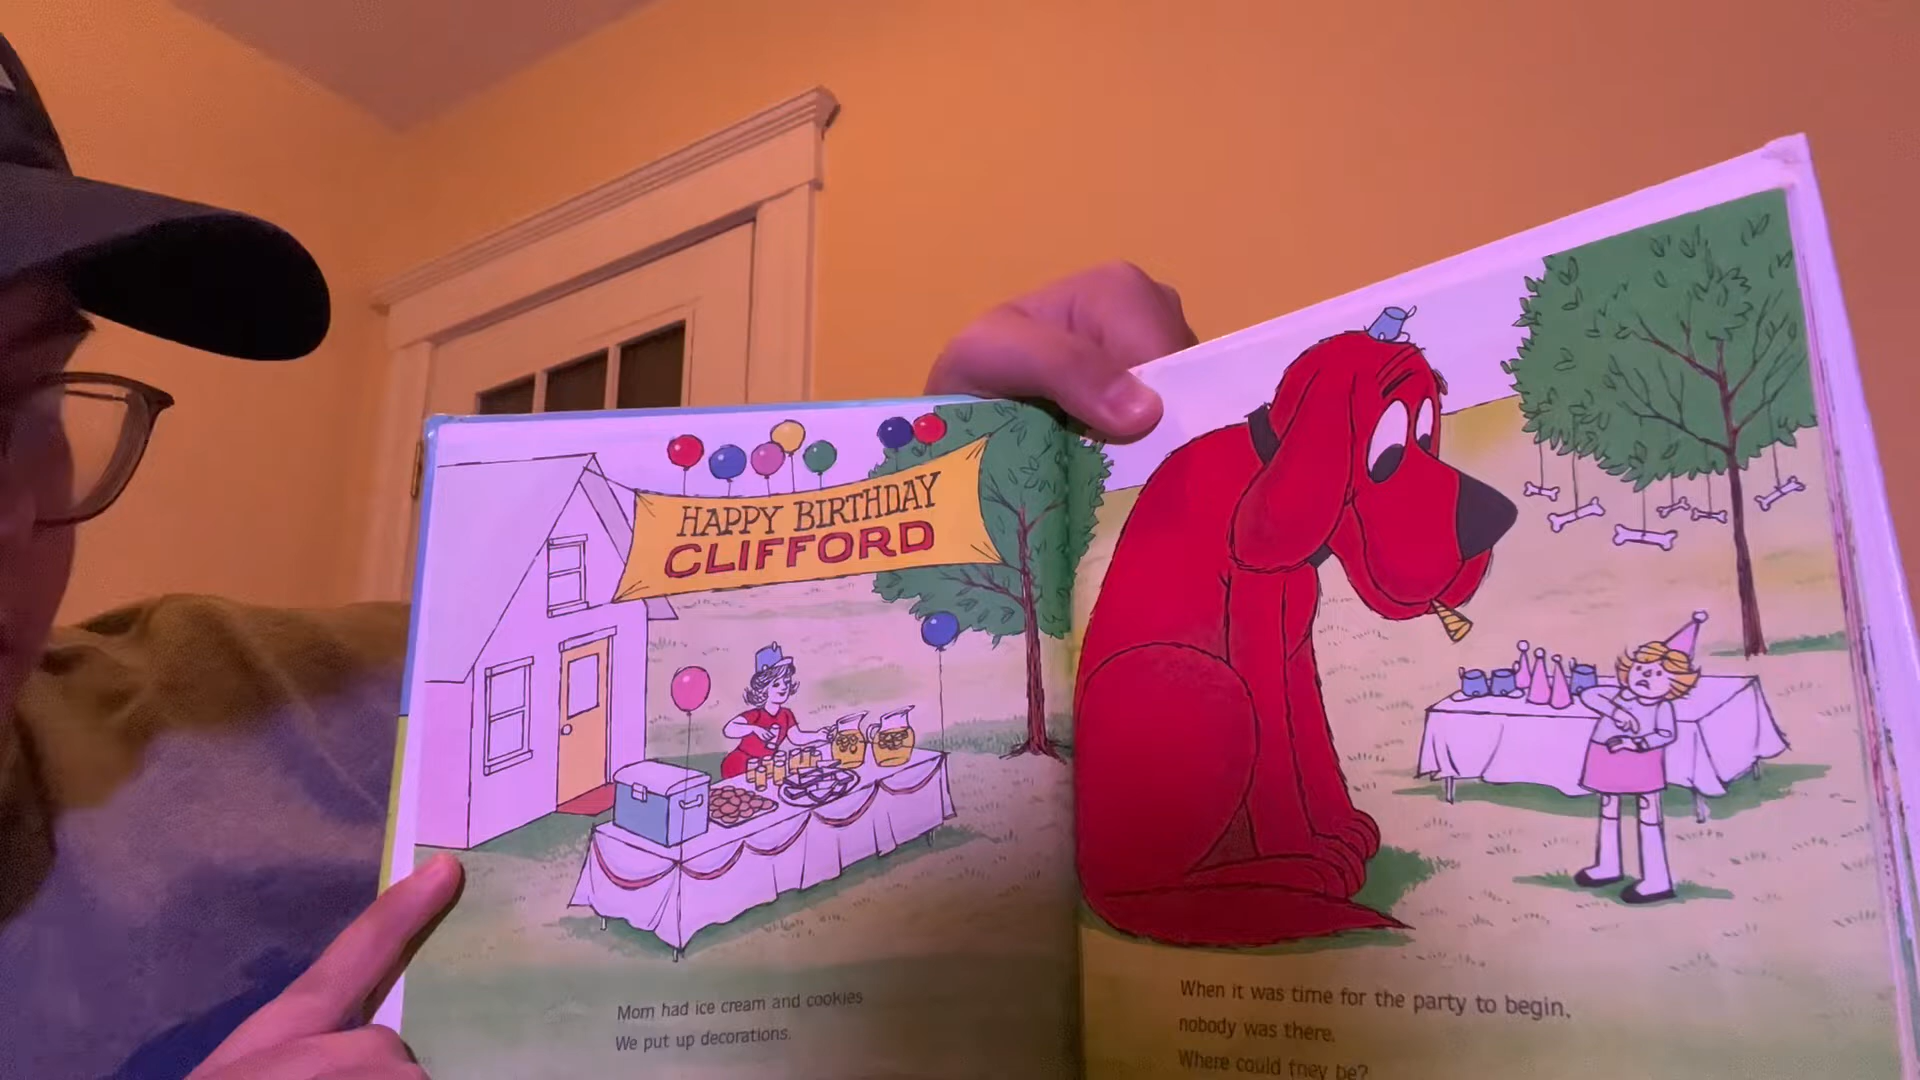 HAPPY BIRTHDAY
CLIFFORD
Mom had ice cream and cookies
We put up decorations.
When it was time for the party to begin,
nobody was there.
Where could they be?